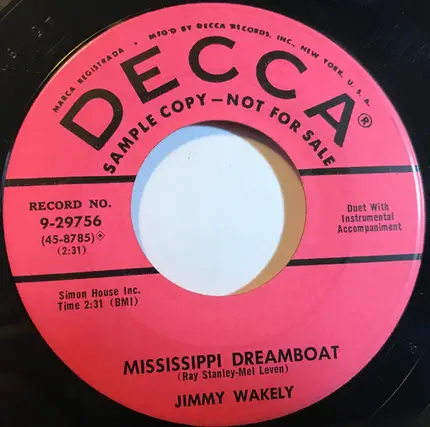 MARCA REGISTRADA • MFG'D BY DECCA RECORDS, INC., NEW YORK, U. S. A.
DECCA®
SAMPLE COPY—NOT FOR SALE
RECORD NO.
9-29756
(45-8785)
(2:31)
Duet With
Instrumental
Accompaniment
Simon House Inc.
Time 2:31 (BMI)
MISSISSIPPI DREAMBOAT
(Ray Stanley-Mel Leven)
JIMMY WAKELY